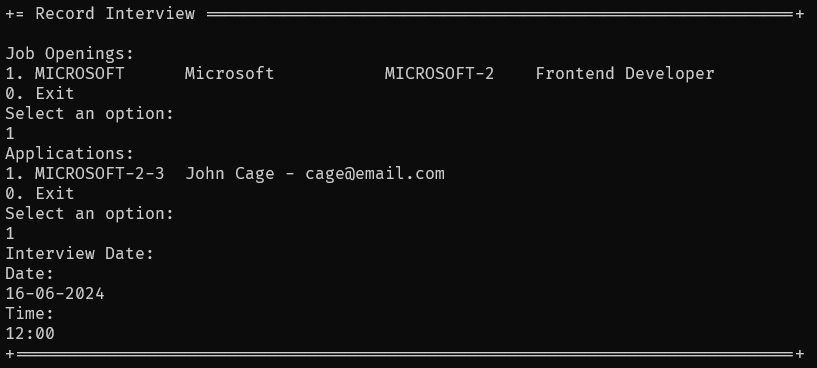 += Record Interview ===========================================================+
Job Openings:
1. MICROSOFT      Microsoft           MICROSOFT-2    Frontend Developer
0. Exit
Select an option:
1
Applications:
1. MICROSOFT-2-3  John Cage - cage@email.com
0. Exit
Select an option:
1
Interview Date:
Date:
16-06-2024
Time:
12:00
+==============================================================================+